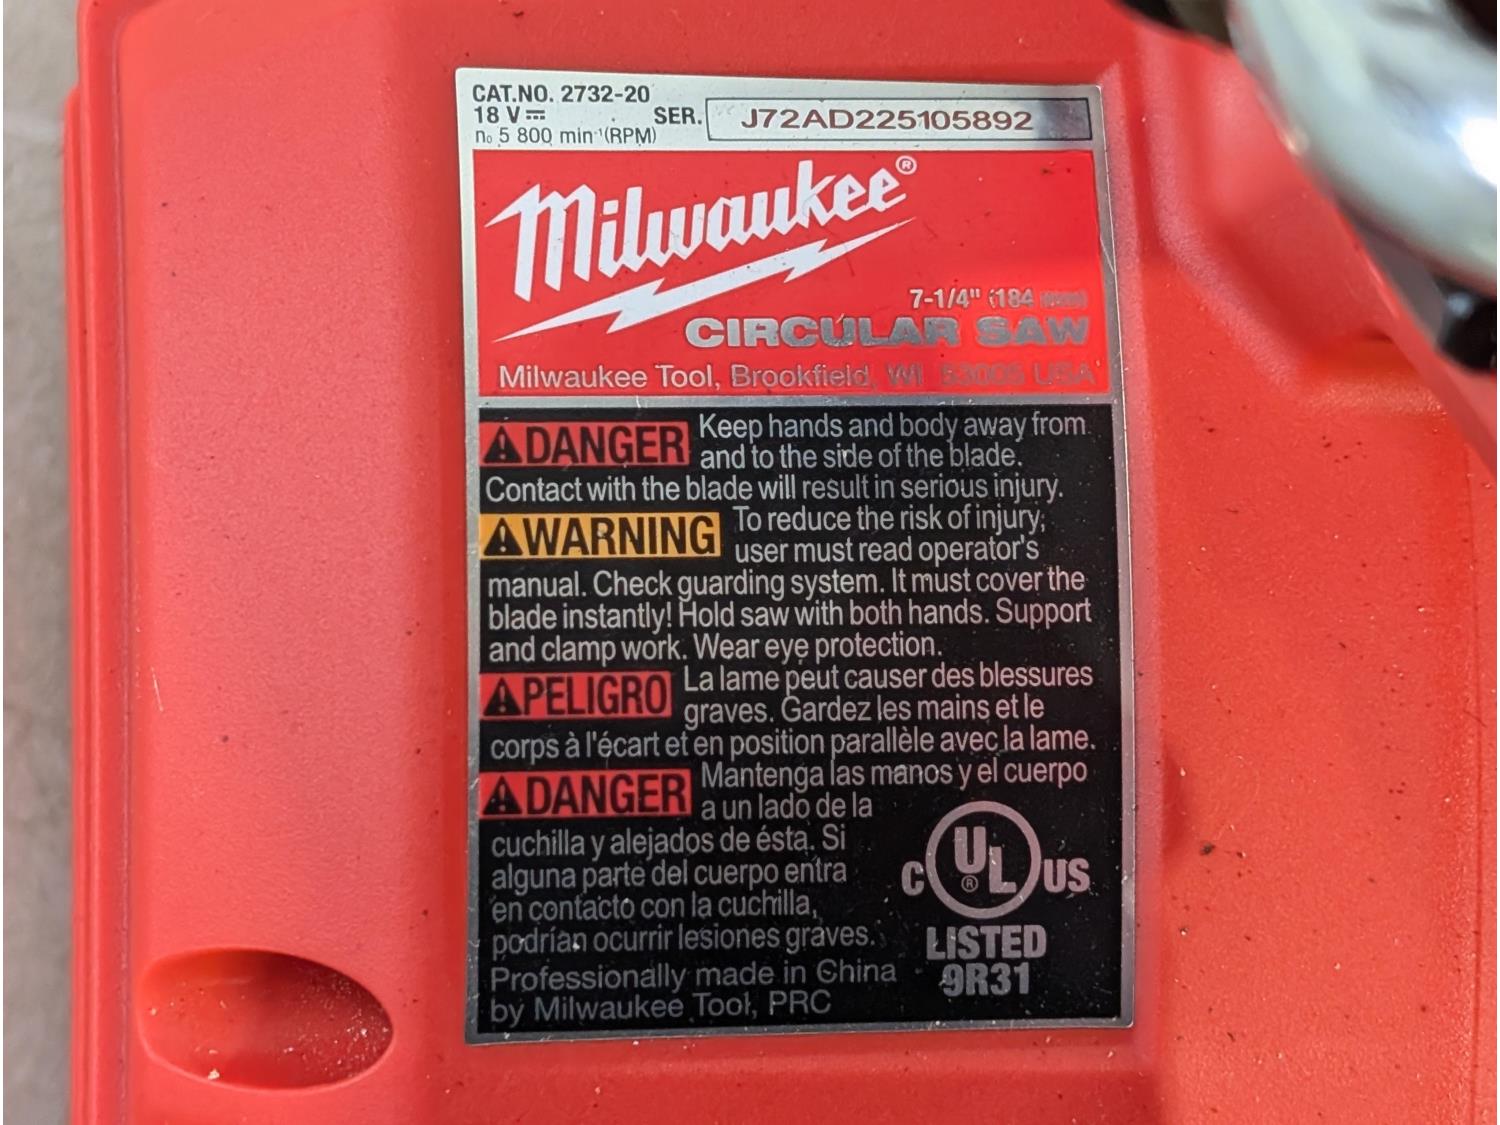 CAT.NO. 2732-20
18 V ⎓
n₀ 5 800 min⁻¹(RPM)
SER. J72AD225105892
Milwaukee®
7-1/4" (184 mm)
CIRCULAR SAW
Milwaukee Tool, Brookfield, WI 53005 USA
⚠DANGER Keep hands and body away from
and to the side of the blade.
Contact with the blade will result in serious injury.
⚠WARNING To reduce the risk of injury,
user must read operator's
manual. Check guarding system. It must cover the
blade instantly! Hold saw with both hands. Support
and clamp work. Wear eye protection.
⚠PELIGRO La lame peut causer des blessures
graves. Gardez les mains et le
corps à l'écart et en position parallèle avec la lame.
⚠DANGER Mantenga las manos y el cuerpo
a un lado de la
cuchilla y alejados de ésta. Si
alguna parte del cuerpo entra
en contacto con la cuchilla,
podrían ocurrir lesiones graves.
Professionally made in China
by Milwaukee Tool, PRC
C UL® US
LISTED
9R31